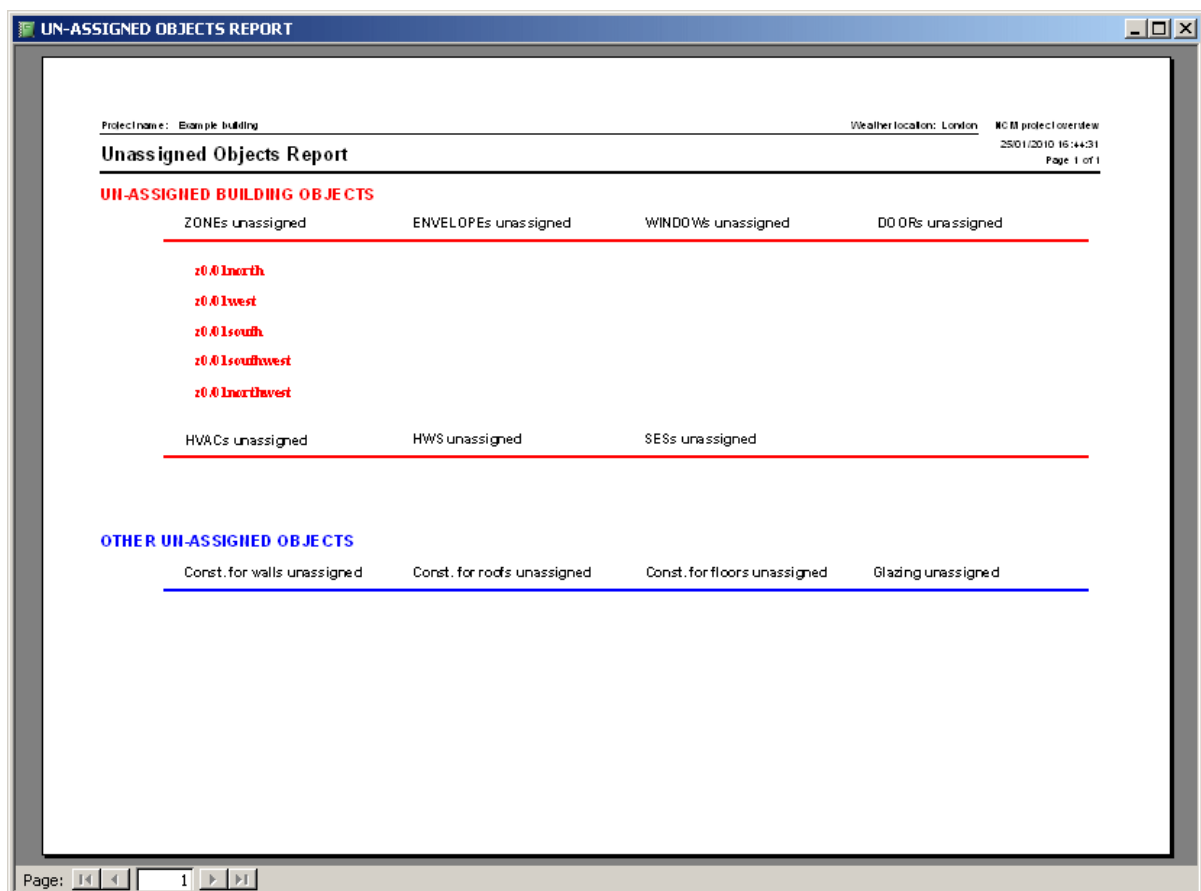 UN-ASSIGNED OBJECTS REPORT
Project name: Example building Weather location: London NCM project overview
Unassigned Objects Report 25/01/2010 16:44:31
Page 1 of 1
UN-ASSIGNED BUILDING OBJECTS
ZONEs unassigned ENVELOPEs unassigned WINDOWs unassigned DOORs unassigned
z0/01north
z0/01west
z0/01south
z0/01southwest
z0/01northwest
HVACs unassigned HWS unassigned SESs unassigned
OTHER UN-ASSIGNED OBJECTS
Const. for walls unassigned Const. for roofs unassigned Const. for floors unassigned Glazing unassigned
Page: 1